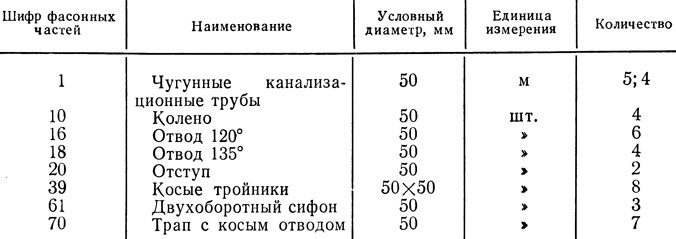 Шифр фасонных частей | Наименование | Условный диаметр, мм | Единица измерения | Количество
1 | Чугунные канализа- | 50 | м | 5; 4
ционные трубы
10 | Колено | 50 | шт. | 4
16 | Отвод 120° | 50 | » | 6
18 | Отвод 135° | 50 | » | 4
20 | Отступ | 50 | » | 2
39 | Косые тройники | 50×50 | » | 8
61 | Двухоборотный сифон | 50 | » | 3
70 | Трап с косым отводом | 50 | » | 7